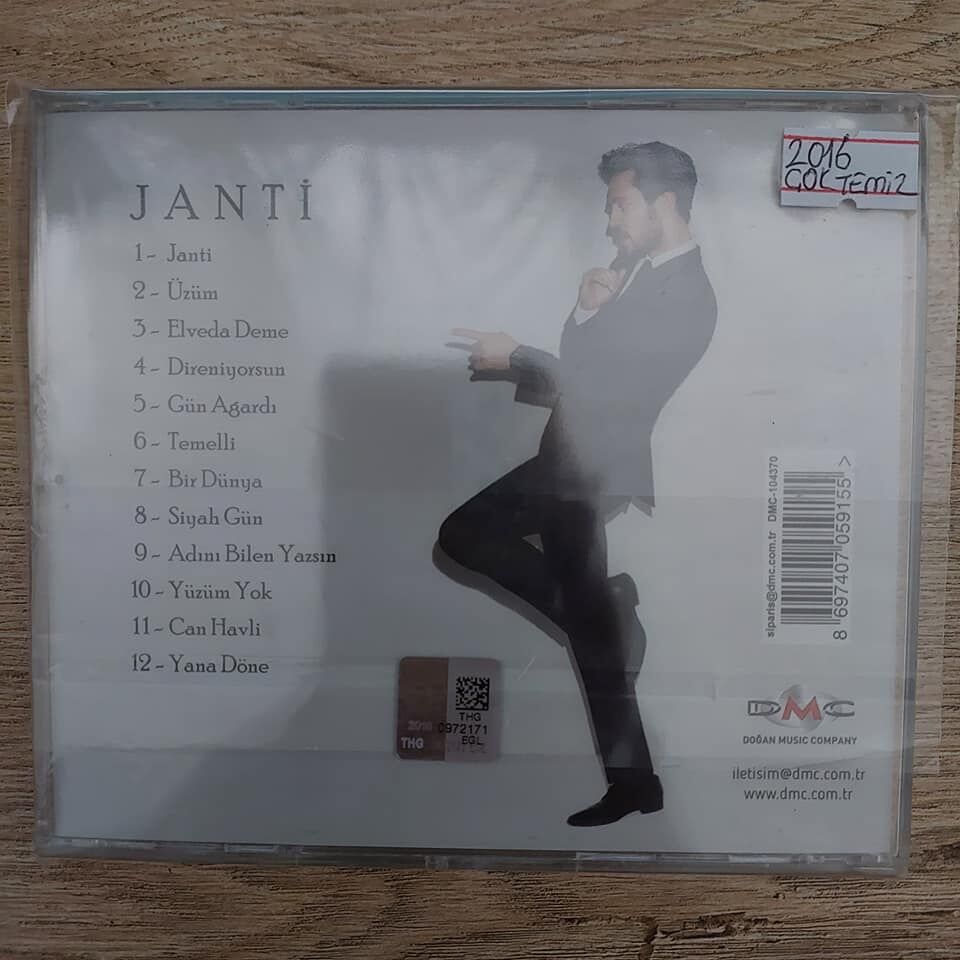 2016
ÇOK TEMİZ
JANTİ
1 - Janti
2 - Üzüm
3 - Elveda Deme
4 - Direniyorsun
5 - Gün Agardı
6 - Temelli
7 - Bir Dünya
8 - Siyah Gün
9 - Adını Bilen Yazsın
10 - Yüzüm Yok
11 - Can Havli
12 - Yana Döne
siparis@dmc.com.tr DMC-104370
8 697407 059155 >
2016
THG
THG
0972171
EGL
DMC
DOĞAN MUSIC COMPANY
iletisim@dmc.com.tr
www.dmc.com.tr